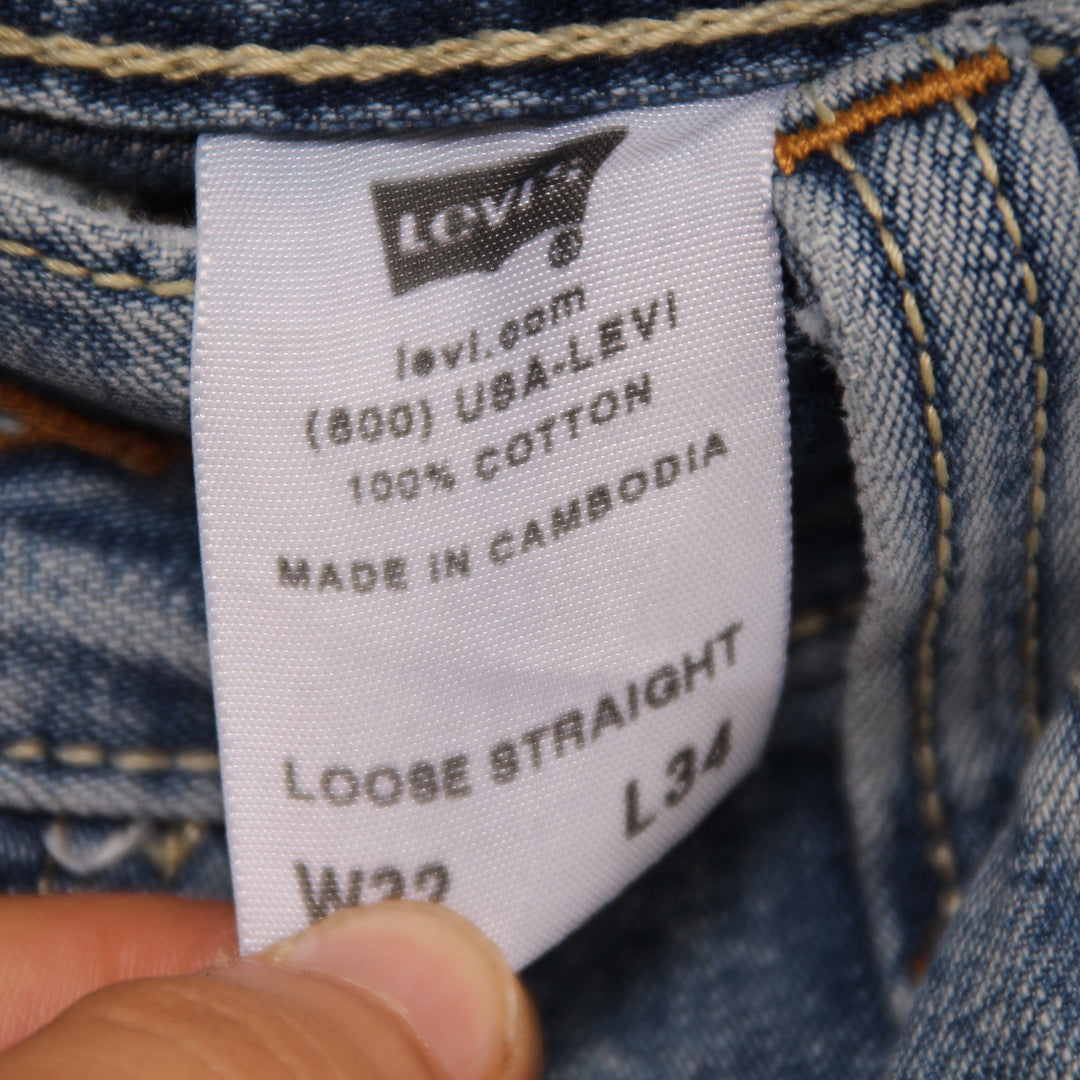 Levi's ®
levi.com
(800) USA-LEVI
100% COTTON
MADE IN CAMBODIA
LOOSE STRAIGHT
L34